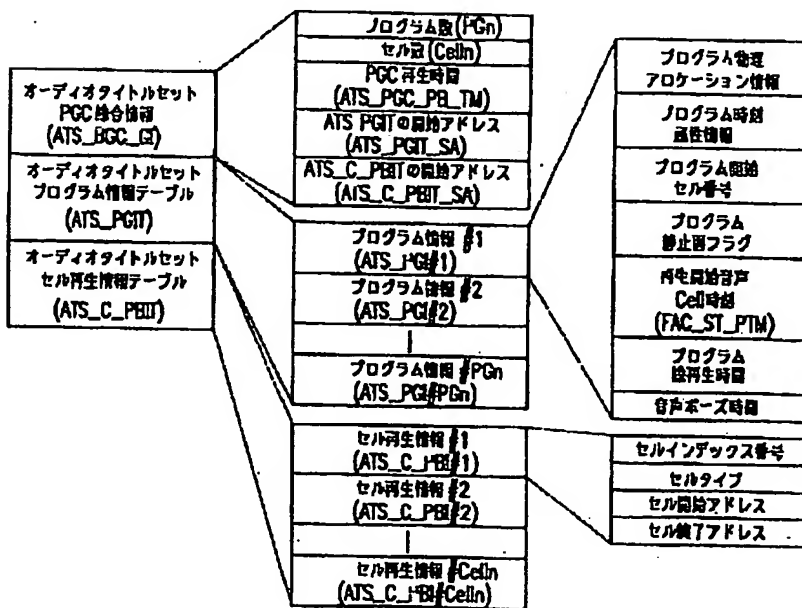 オーディオタイトルセット
PGC 総合情報
(ATS_BGC_GI)
オーディオタイトルセット
プログラム情報テーブル
(ATS_PGIT)
オーディオタイトルセット
セル再生情報テーブル
(ATS_C_PBIT)
プログラム数(PGn)
セル数(Celln)
PGC 再生時間
(ATS_PGC_PB_TM)
ATS PGITの開始アドレス
(ATS_PGIT_SA)
ATS_C_PBITの開始アドレス
(ATS_C_PBIT_SA)
プログラム情報 #1
(ATS_PGI#1)
プログラム情報 #2
(ATS_PGI#2)
プログラム情報 #PGn
(ATS_PGI#PGn)
セル再生情報 #1
(ATS_C_PBI#1)
セル再生情報 #2
(ATS_C_PBI#2)
セル再生情報 #Celln
(ATS_C_PBI#Celln)
プログラム物理
アロケーション情報
プログラム時刻
属性情報
プログラム開始
セル番号
プログラム
静止画フラグ
再生開始音声
Cell時刻
(FAC_ST_PTM)
プログラム
総再生時間
音声ポーズ時間
セルインデックス番号
セルタイプ
セル開始アドレス
セル終了アドレス